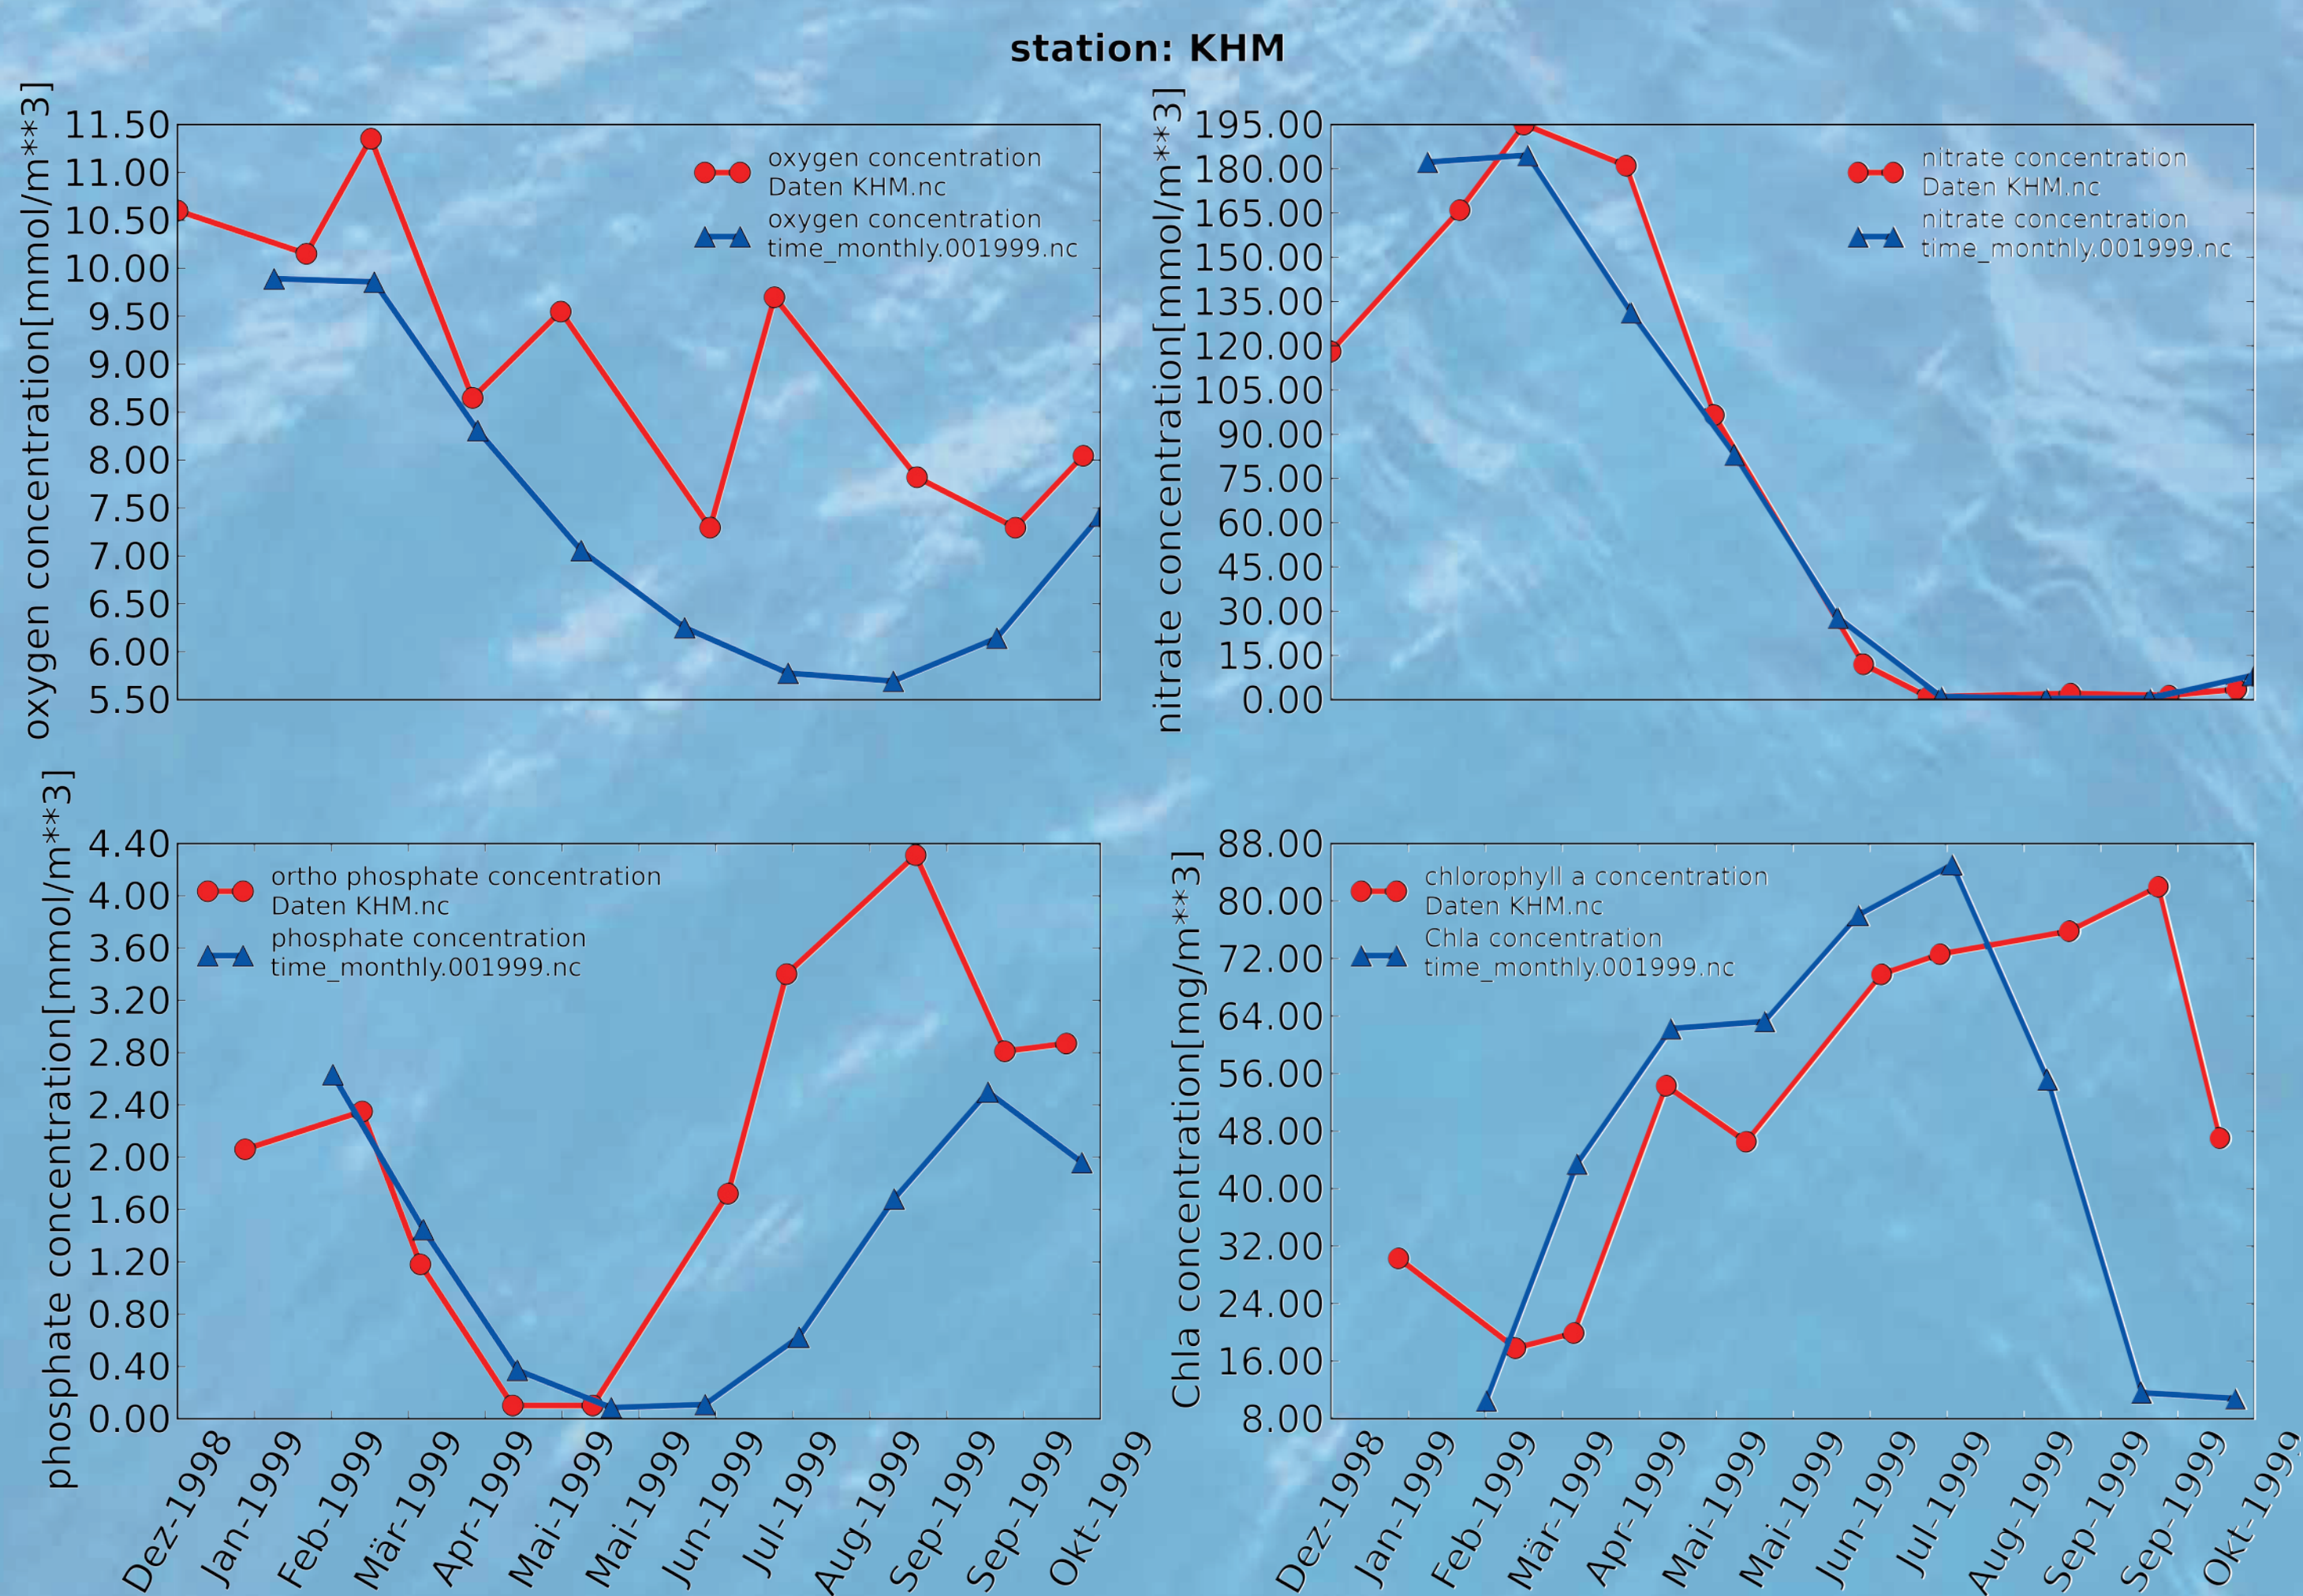 station: KHM
oxygen concentration[mmol/m**3]
11.50
11.00
10.50
10.00
9.50
9.00
8.50
8.00
7.50
7.00
6.50
6.00
5.50
oxygen concentration
Daten KHM.nc
oxygen concentration
time_monthly.001999.nc
nitrate concentration[mmol/m**3]
195.00
180.00
165.00
150.00
135.00
120.00
105.00
90.00
75.00
60.00
45.00
30.00
15.00
0.00
nitrate concentration
Daten KHM.nc
nitrate concentration
time_monthly.001999.nc
phosphate concentration[mmol/m**3]
4.40
4.00
3.60
3.20
2.80
2.40
2.00
1.60
1.20
0.80
0.40
0.00
ortho phosphate concentration
Daten KHM.nc
phosphate concentration
time_monthly.001999.nc
Dez-1998
Jan-1999
Feb-1999
Mär-1999
Apr-1999
Mai-1999
Mai-1999
Jun-1999
Jul-1999
Aug-1999
Sep-1999
Sep-1999
Okt-1999
Chla concentration[mg/m**3]
88.00
80.00
72.00
64.00
56.00
48.00
40.00
32.00
24.00
16.00
8.00
chlorophyll a concentration
Daten KHM.nc
Chla concentration
time_monthly.001999.nc
Dez-1998
Jan-1999
Feb-1999
Mär-1999
Apr-1999
Mai-1999
Mai-1999
Jun-1999
Jul-1999
Aug-1999
Sep-1999
Sep-1999
Okt-1999